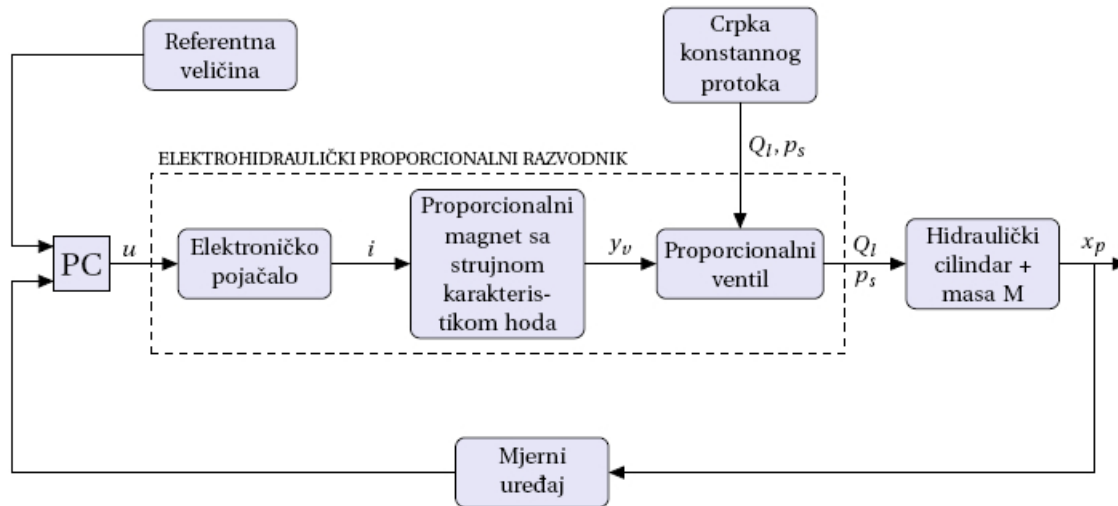 Referentna
veličina
Crpka
konstannog
protoka
Q_l, p_s
ELEKTROHIDRAULIČKI PROPORCIONALNI RAZVODNIK
PC
u
Elektroničko
pojačalo
i
Proporcionalni
magnet sa
strujnom
karakteris-
tikom hoda
y_v
Proporcionalni
ventil
Q_l
p_s
Hidraulički
cilindar +
masa M
x_p
Mjerni
uređaj